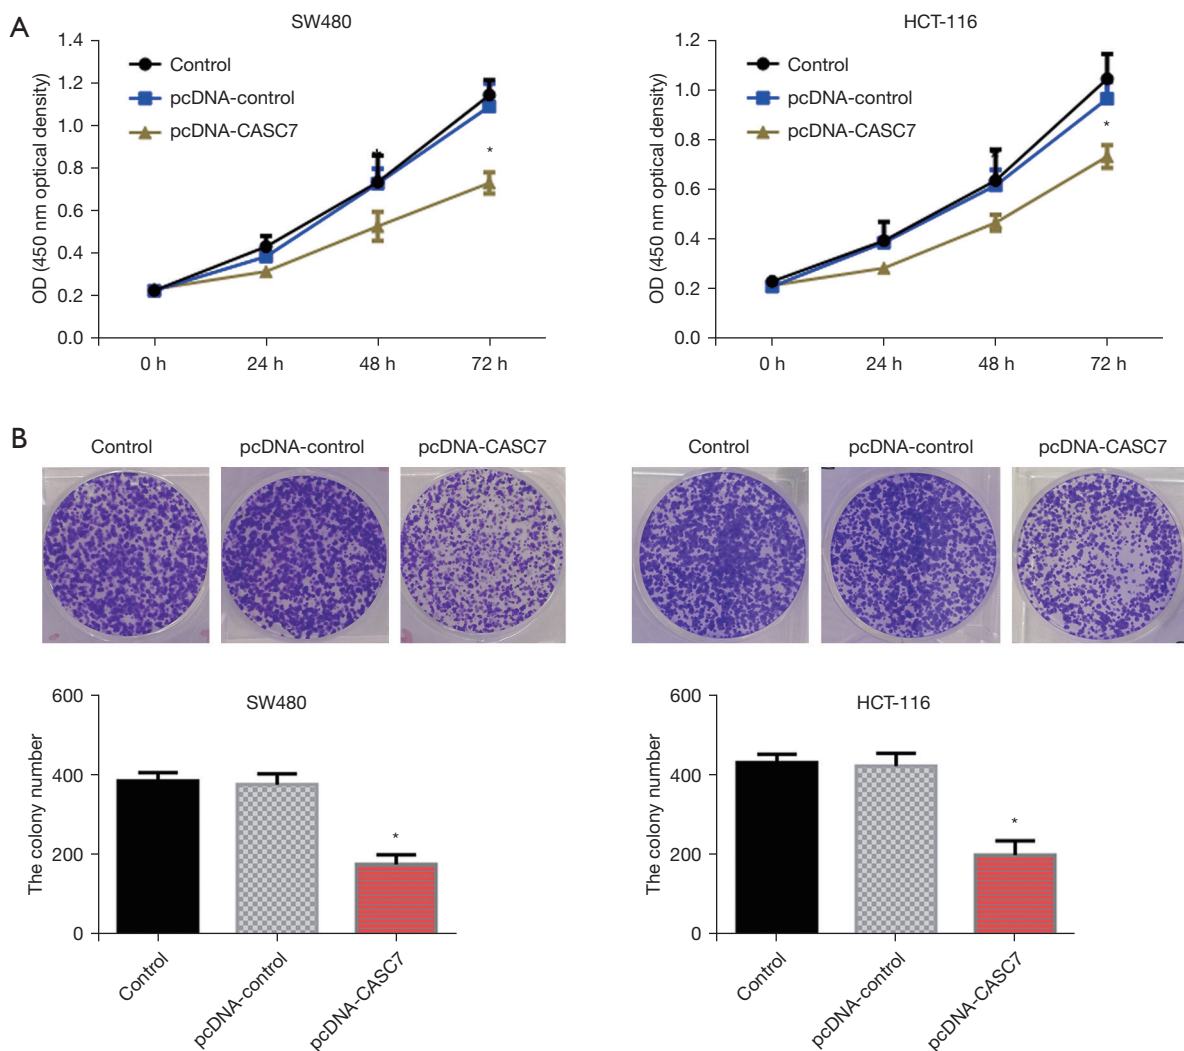 A
SW480
1.4
1.2
1.0
0.8
0.6
0.4
0.2
0.0
OD (450 nm optical density)
Control
pcDNA-control
pcDNA-CASC7
*
0 h
24 h
48 h
72 h
HCT-116
1.2
1.0
0.8
0.6
0.4
0.2
0.0
OD (450 nm optical density)
Control
pcDNA-control
pcDNA-CASC7
*
0 h
24 h
48 h
72 h
B
Control
pcDNA-control
pcDNA-CASC7
Control
pcDNA-control
pcDNA-CASC7
SW480
600
400
200
0
The colony number
*
Control
pcDNA-control
pcDNA-CASC7
HCT-116
600
400
200
0
The colony number
*
Control
pcDNA-control
pcDNA-CASC7